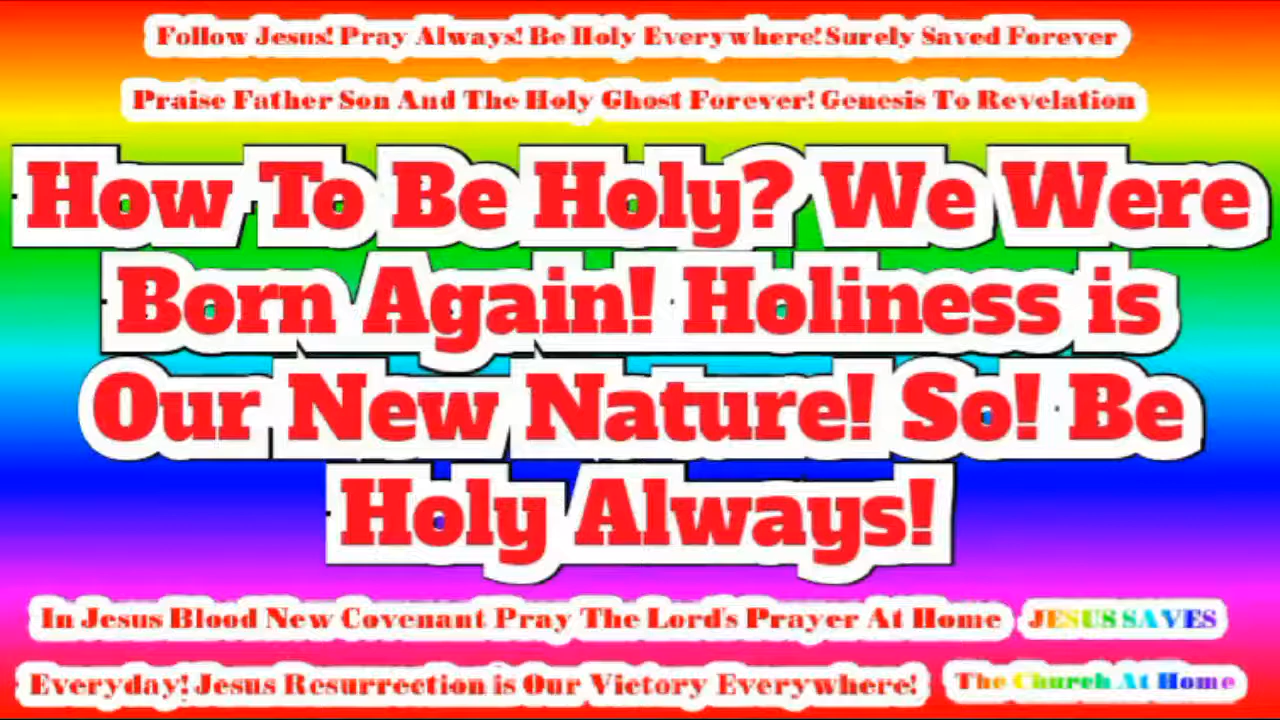 Follow Jesus! Pray Always! Be Holy Everywhere! Surely Saved Forever
Praise Father Son And The Holy Ghost Forever! Genesis To Revelation
How To Be Holy? We Were
Born Again! Holiness is
Our New Nature! So! Be
Holy Always!
In Jesus Blood New Covenant Pray The Lord's Prayer At Home JESUS SAVES
Everyday! Jesus Resurrection is Our Victory Everywhere! The Church At Home